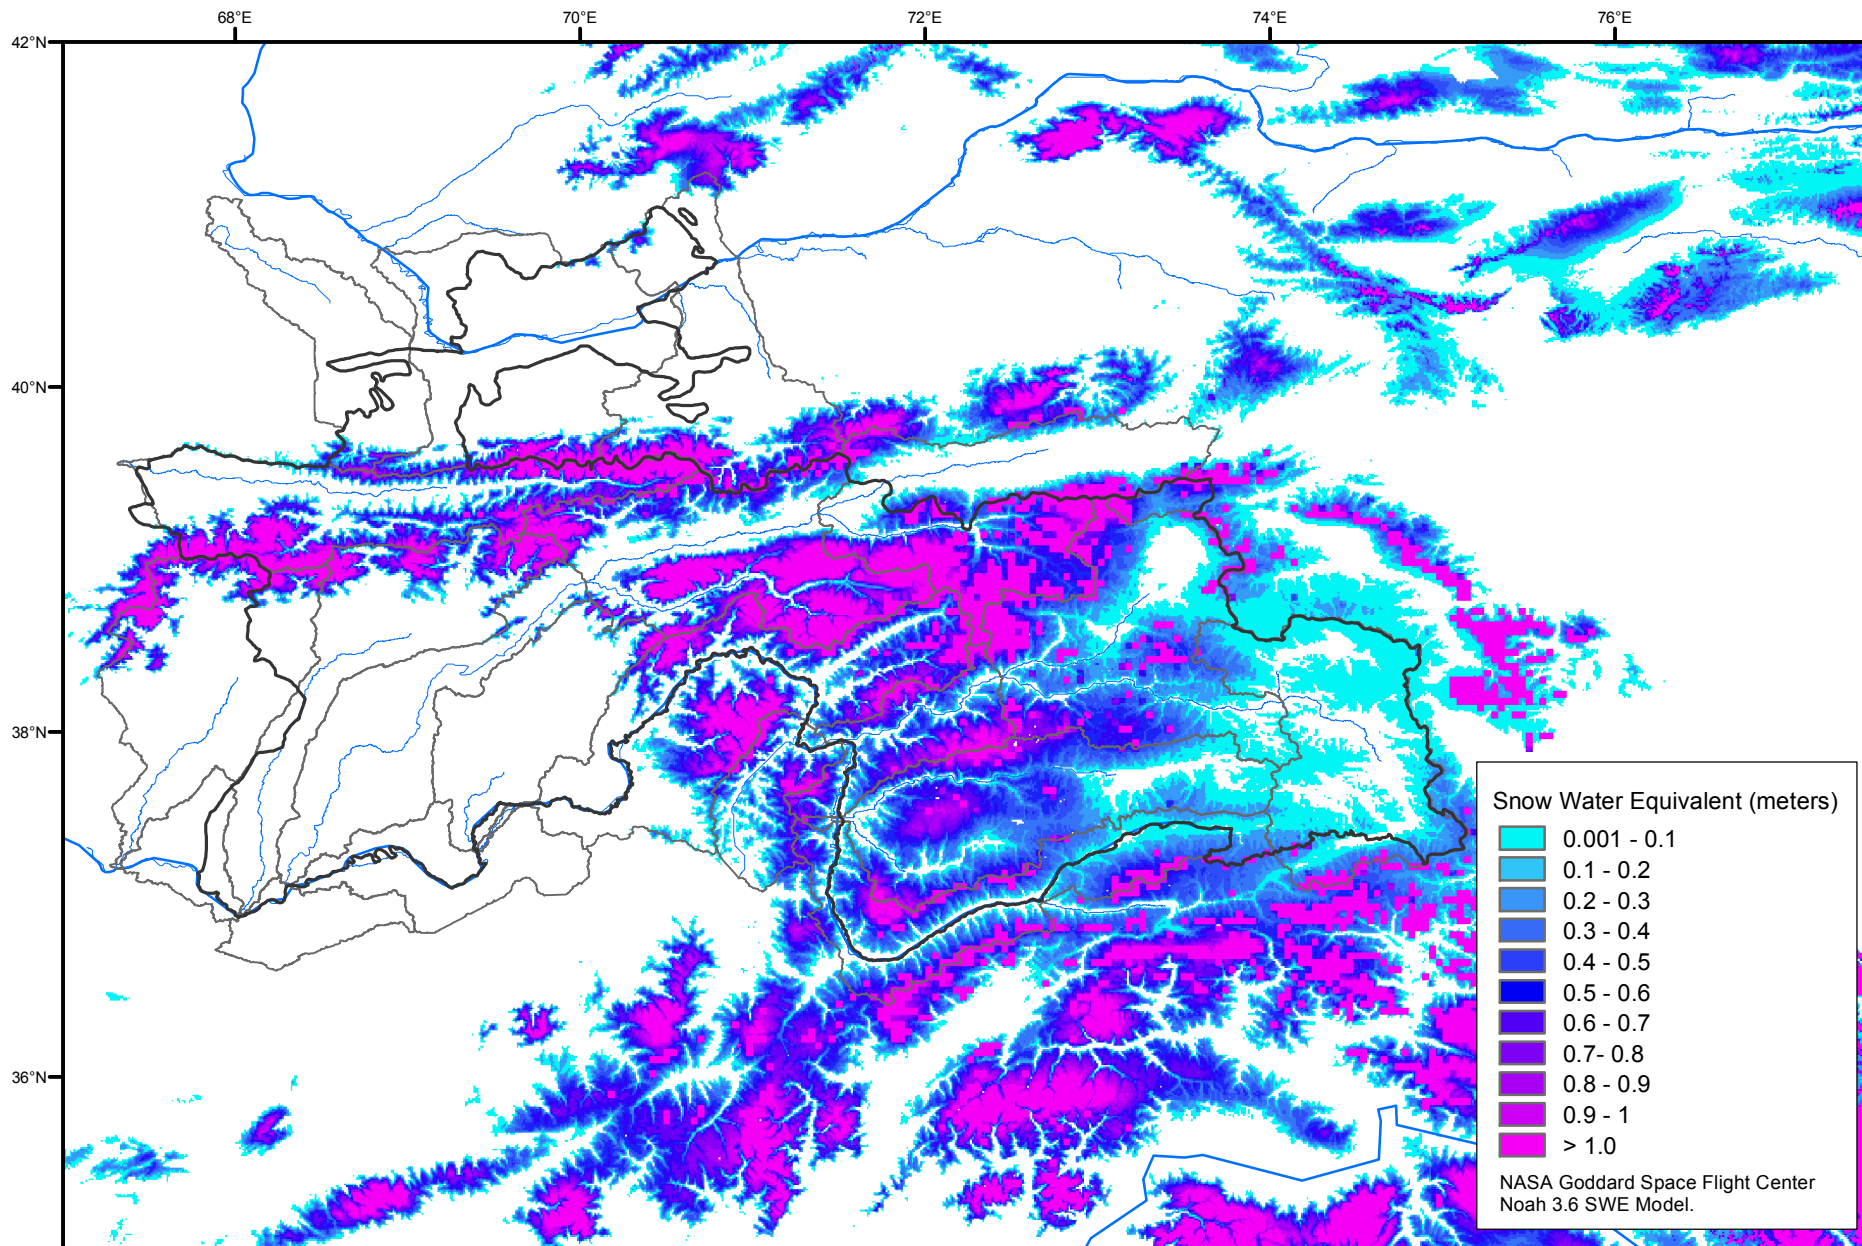 68°E 70°E 72°E 74°E 76°E
42°N
40°N
38°N
36°N
Snow Water Equivalent (meters)
0.001 - 0.1
0.1 - 0.2
0.2 - 0.3
0.3 - 0.4
0.4 - 0.5
0.5 - 0.6
0.6 - 0.7
0.7- 0.8
0.8 - 0.9
0.9 - 1
> 1.0
NASA Goddard Space Flight Center
Noah 3.6 SWE Model.